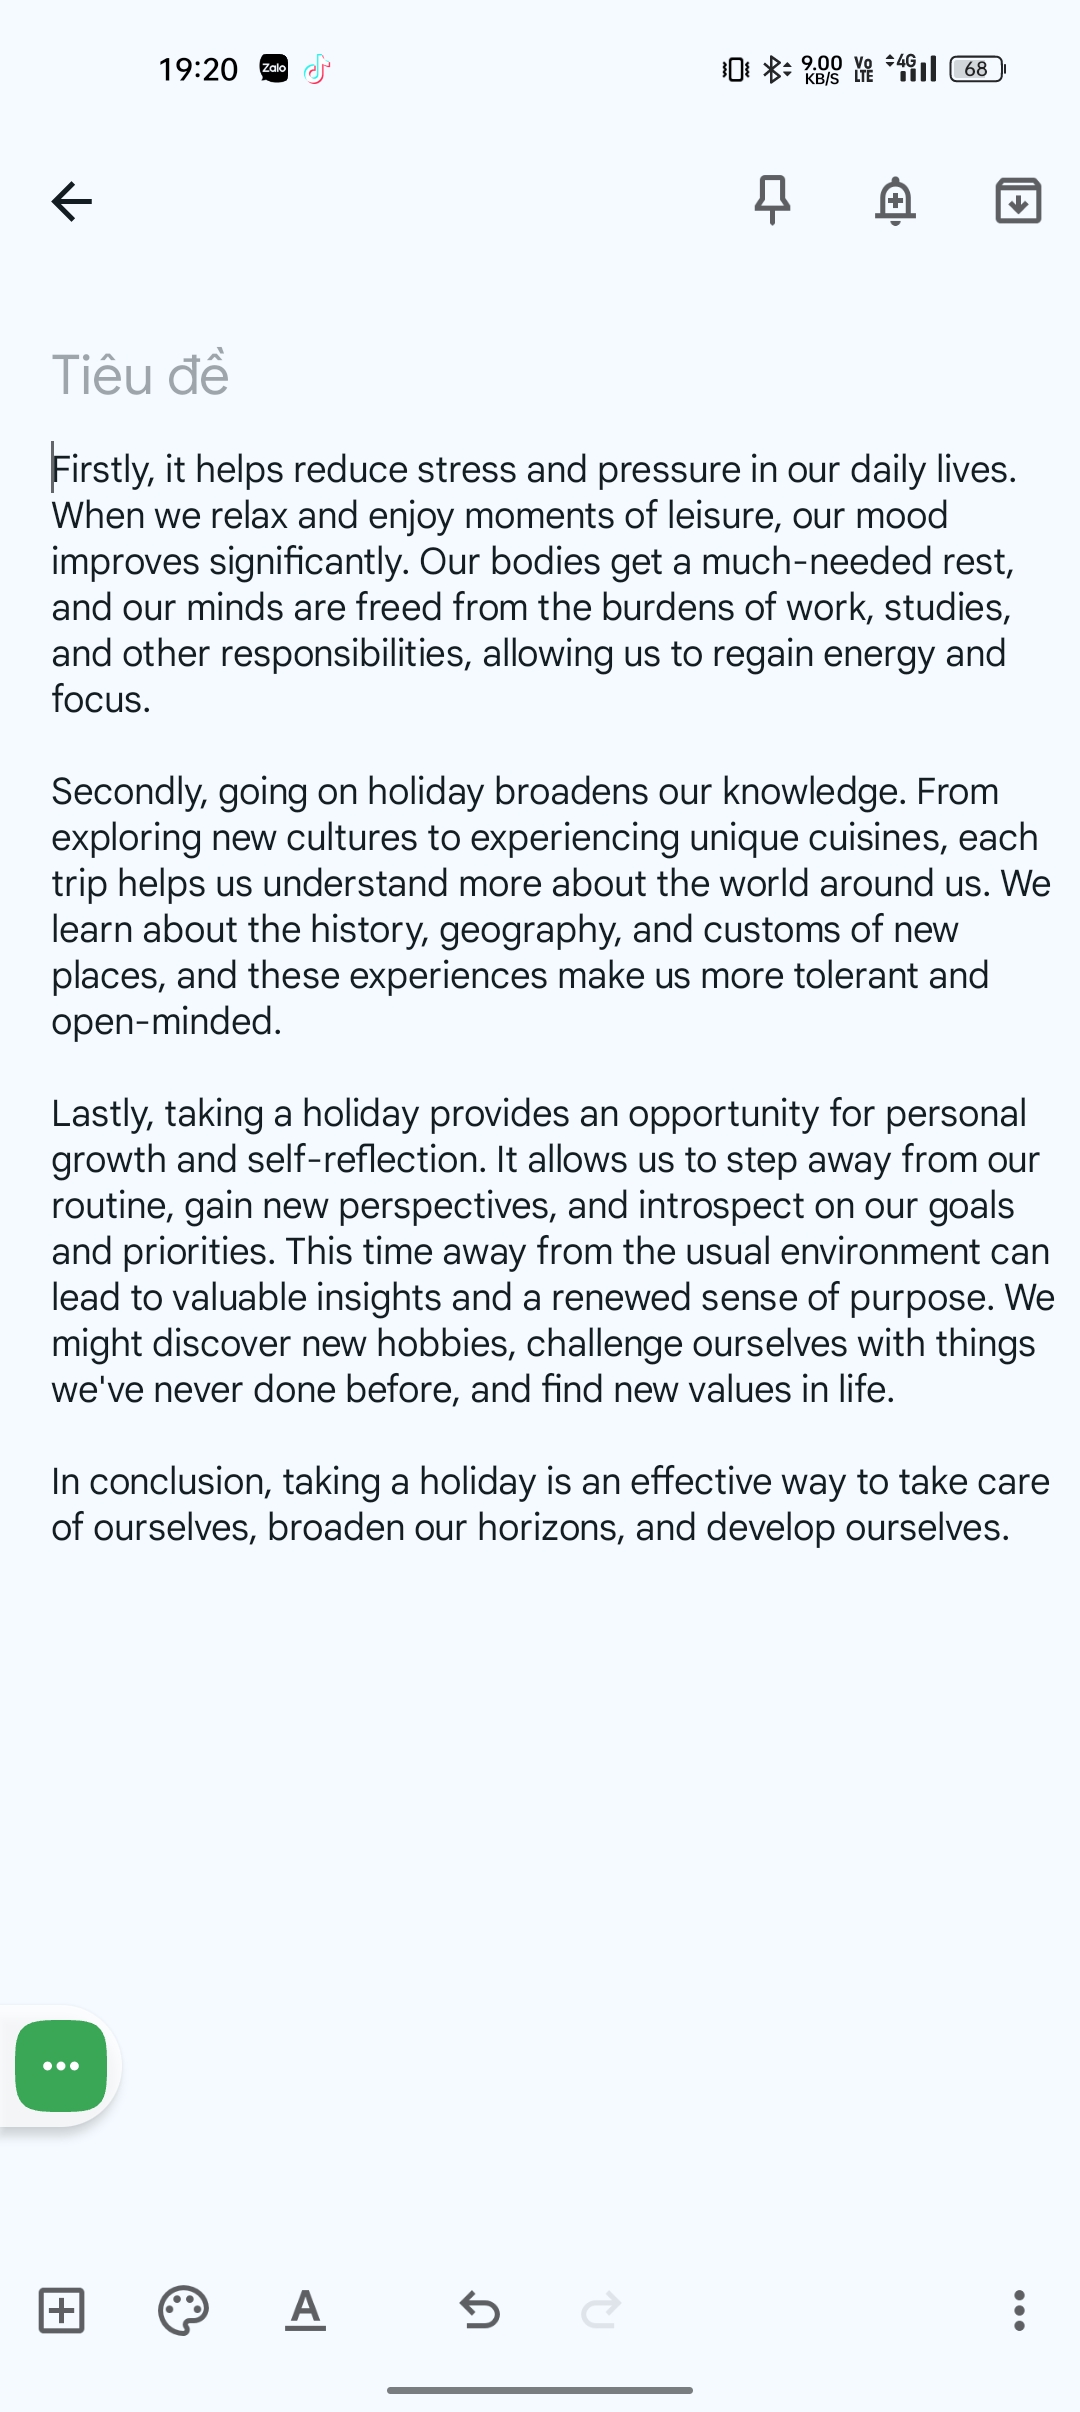 19:20 Zalo 9.00 KB/S Vo LTE 4G 68
Tiêu đề
Firstly, it helps reduce stress and pressure in our daily lives.
When we relax and enjoy moments of leisure, our mood
improves significantly. Our bodies get a much-needed rest,
and our minds are freed from the burdens of work, studies,
and other responsibilities, allowing us to regain energy and
focus.
Secondly, going on holiday broadens our knowledge. From
exploring new cultures to experiencing unique cuisines, each
trip helps us understand more about the world around us. We
learn about the history, geography, and customs of new
places, and these experiences make us more tolerant and
open-minded.
Lastly, taking a holiday provides an opportunity for personal
growth and self-reflection. It allows us to step away from our
routine, gain new perspectives, and introspect on our goals
and priorities. This time away from the usual environment can
lead to valuable insights and a renewed sense of purpose. We
might discover new hobbies, challenge ourselves with things
we've never done before, and find new values in life.
In conclusion, taking a holiday is an effective way to take care
of ourselves, broaden our horizons, and develop ourselves.
A